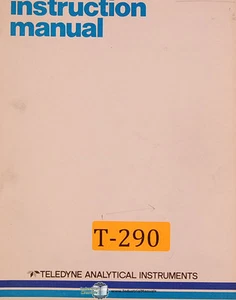 instruction
manual
T-290
TELEDYNE ANALYTICAL INSTRUMENTS